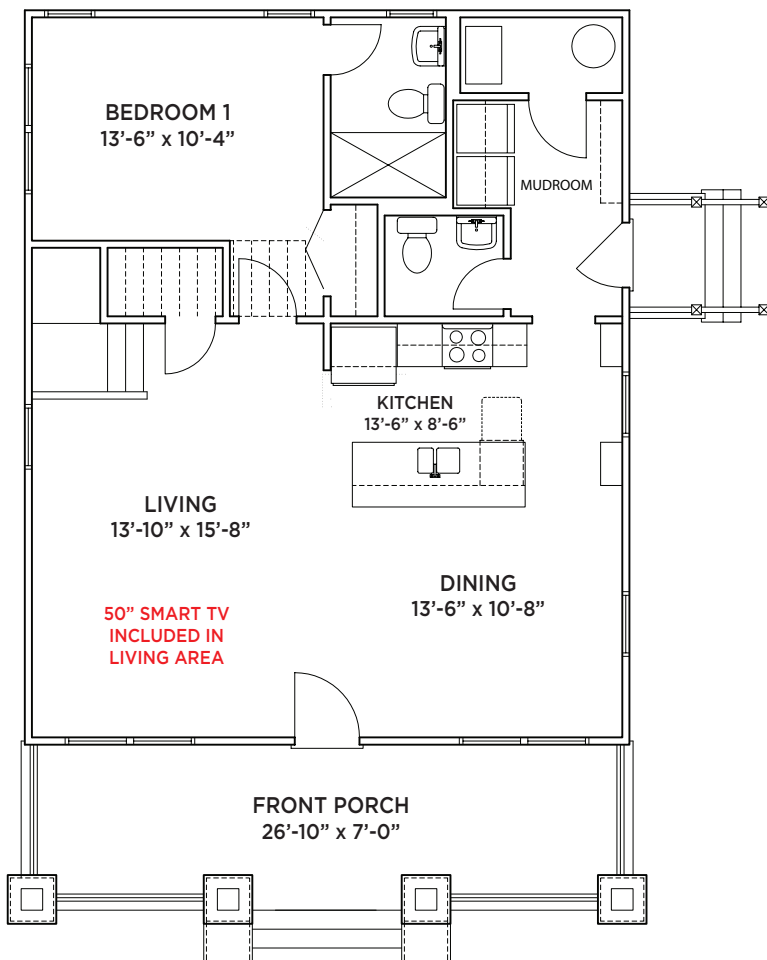 BEDROOM 1
13’-6” x 10’-4”
MUDROOM
KITCHEN
13’-6” x 8’-6”
LIVING
13’-10” x 15’-8”
DINING
13’-6” x 10’-8”
50” SMART TV
INCLUDED IN
LIVING AREA
FRONT PORCH
26’-10” x 7’-0”